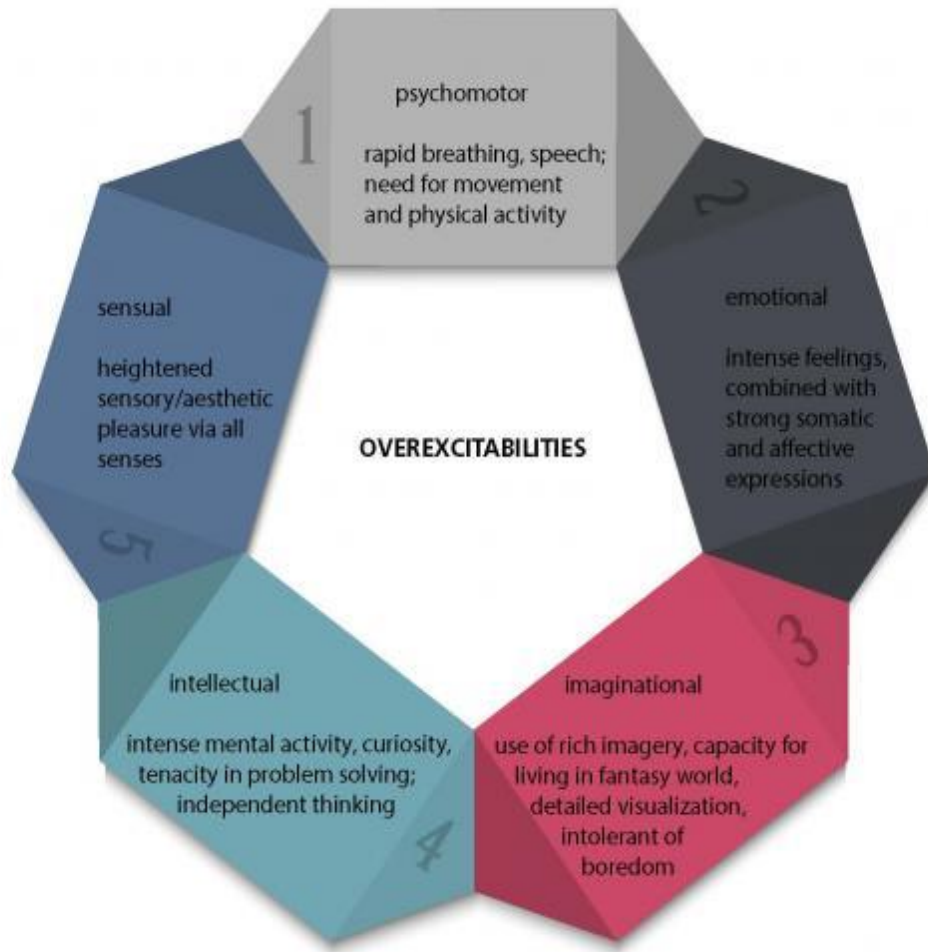 1
psychomotor
rapid breathing, speech;
need for movement
and physical activity
2
emotional
intense feelings,
combined with
strong somatic
and affective
expressions
3
imaginational
use of rich imagery, capacity for
living in fantasy world,
detailed visualization,
intolerant of
boredom
4
intellectual
intense mental activity, curiosity,
tenacity in problem solving;
independent thinking
5
sensual
heightened
sensory/aesthetic
pleasure via all
senses
OVEREXCITABILITIES